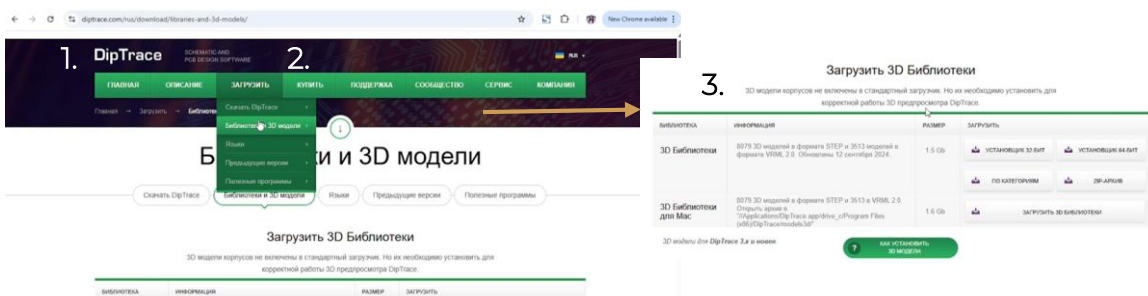 diptrace.com/rus/download/libraries-and-3d-models/
New Chrome available
1.
DipTrace
SCHEMATIC AND
PCB DESIGN SOFTWARE
2.
RUS
ГЛАВНАЯ ОПИСАНИЕ ЗАГРУЗИТЬ КУПИТЬ ПОДДЕРЖКА СООБЩЕСТВО СЕРВИС КОМПАНИЯ
Главная → Загрузить → Библиотек
Скачать DipTrace
Библиотеки и 3D модели
Языки
Предыдущие версии
Полезные программы
Б ки и 3D модели
Скачать DipTrace Библиотеки и 3D модели Языки Предыдущие версии Полезные программы
Загрузить 3D Библиотеки
3D модели корпусов не включены в стандартный загрузчик. Но их необходимо установить для
корректной работы 3D предпросмотра DipTrace.
БИБЛИОТЕКА ИНФОРМАЦИЯ РАЗМЕР ЗАГРУЗИТЬ
3.
Загрузить 3D Библиотеки
3D модели корпусов не включены в стандартный загрузчик. Но их необходимо установить для
корректной работы 3D предпросмотра DipTrace.
БИБЛИОТЕКА ИНФОРМАЦИЯ РАЗМЕР ЗАГРУЗИТЬ
3D Библиотеки
8079 3D моделей в формате STEP и 3513 моделей в
формате VRML 2.0. Обновлены 12 сентября 2024.
1.5 Gb
УСТАНОВЩИК 32-БИТ УСТАНОВЩИК 64-БИТ
ПО КАТЕГОРИЯМ ZIP-АРХИВ
3D Библиотеки
для Mac
8079 3D моделей в формате STEP и 3513 в VRML 2.0.
Открыть архив в
"//Applications/DipTrace.app/drive_c/Program Files
(x86)/DipTrace/models3d/"
1.6 Gb
ЗАГРУЗИТЬ 3D БИБЛИОТЕКИ
3D модели для DipTrace 3.x и новее.
? КАК УСТАНОВИТЬ
3D МОДЕЛИ